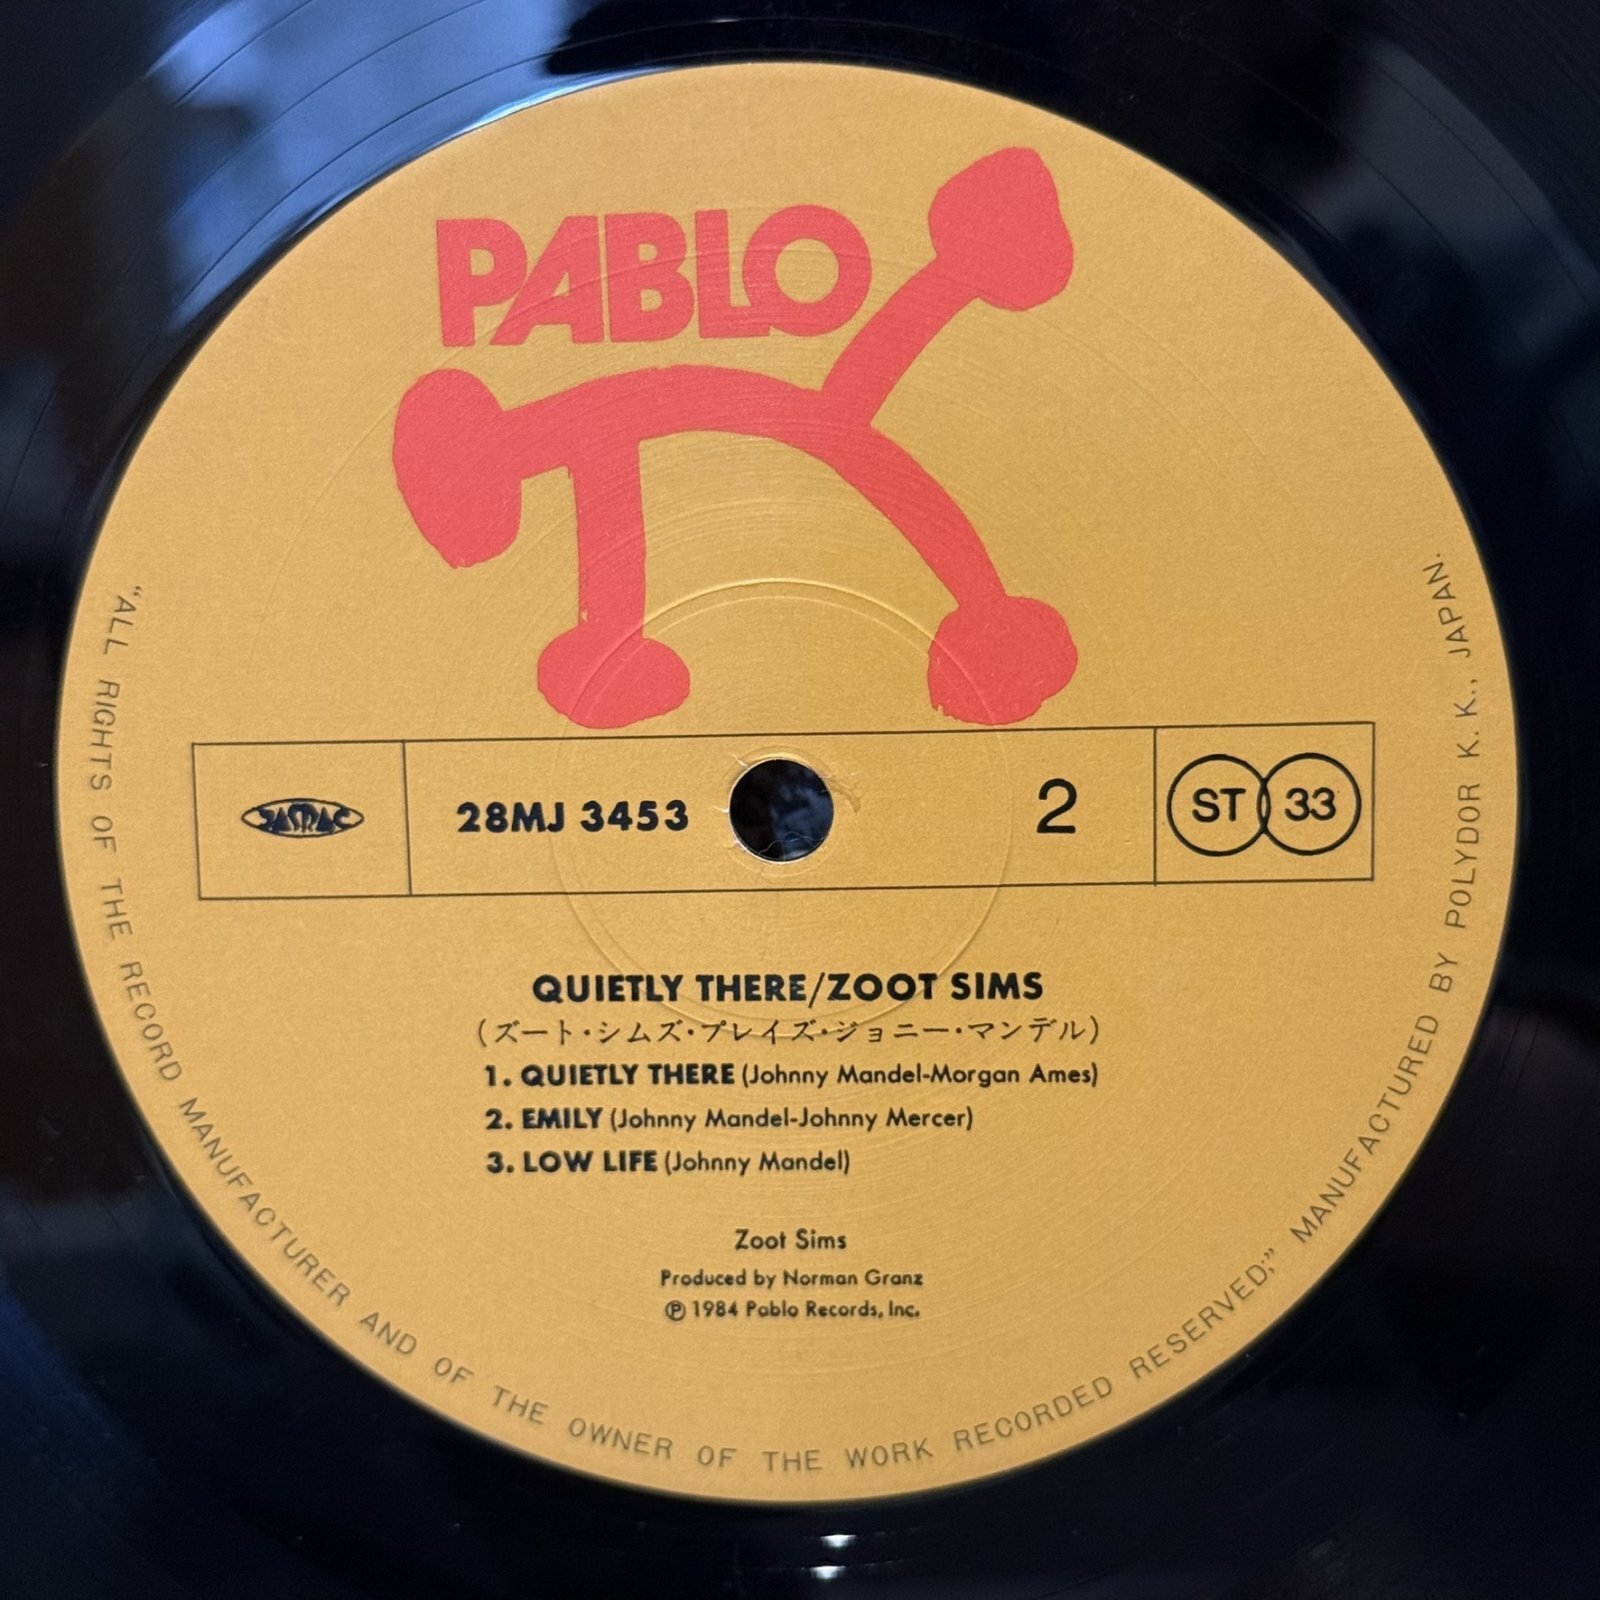 PABLO
JASRAC
28MJ 3453
2
ST 33
QUIETLY THERE/ZOOT SIMS
(ズート・シムズ・プレイズ・ジョニー・マンデル)
1. QUIETLY THERE (Johnny Mandel-Morgan Ames)
2. EMILY (Johnny Mandel-Johnny Mercer)
3. LOW LIFE (Johnny Mandel)
Zoot Sims
Produced by Norman Granz
Ⓟ 1984 Pablo Records, Inc.
“ALL RIGHTS OF THE RECORD MANUFACTURER AND OF THE OWNER OF THE WORK RECORDED RESERVED;” MANUFACTURED BY POLYDOR K. K., JAPAN.